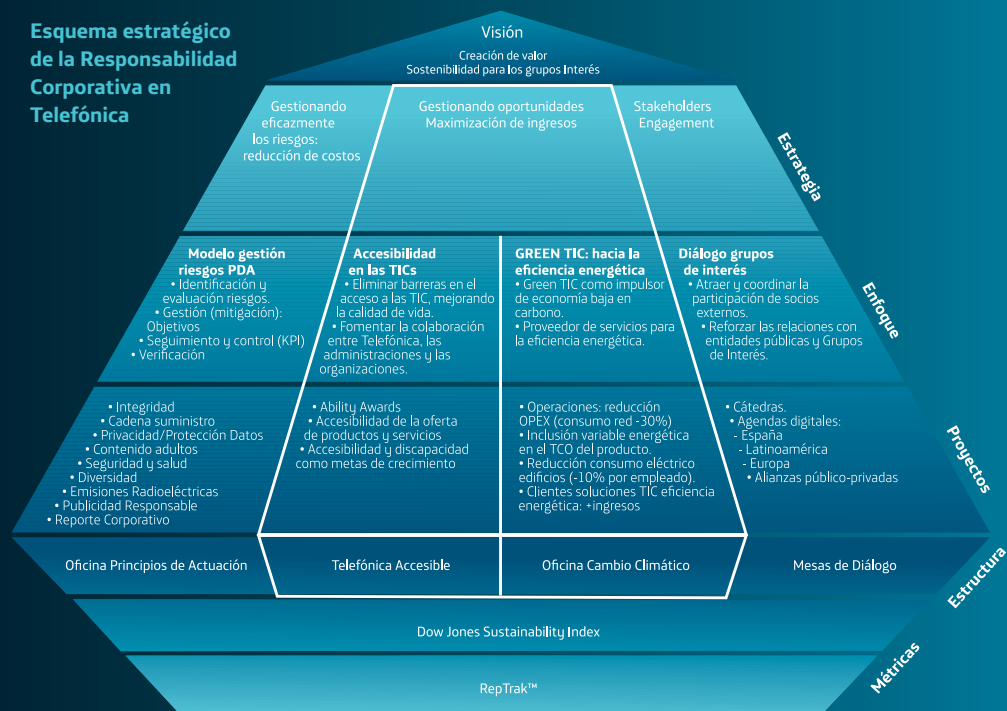 Esquema estratégico
de la Responsabilidad
Corporativa en
Telefónica
Visión
Creación de valor
Sostenibilidad para los grupos Interés
Gestionando
eficazmente
los riesgos:
reducción de costos
Gestionando oportunidades
Maximización de ingresos
Stakeholders
Engagement
Estrategia
Modelo gestión
riesgos PDA
• Identificación y
evaluación riesgos.
• Gestión (mitigación):
Objetivos
• Seguimiento y control (KPI)
• Verificación
Accesibilidad
en las TICs
• Eliminar barreras en el
acceso a las TIC, mejorando
la calidad de vida.
• Fomentar la colaboración
entre Telefónica, las
administraciones y las
organizaciones.
GREEN TIC: hacia la
eficiencia energética
• Green TIC como impulsor
de economía baja en
carbono.
• Proveedor de servicios para
la eficiencia energética.
Diálogo grupos
de interés
• Atraer y coordinar la
participación de socios
externos.
• Reforzar las relaciones con
entidades públicas y Grupos
de Interés.
Enfoque
• Integridad
• Cadena suministro
• Privacidad/Protección Datos
• Contenido adultos
• Seguridad y salud
• Diversidad
• Emisiones Radioeléctricas
• Publicidad Responsable
• Reporte Corporativo
• Ability Awards
• Accesibilidad de la oferta
de productos y servicios
• Accesibilidad y discapacidad
como metas de crecimiento
• Operaciones: reducción
OPEX (consumo red -30%)
• Inclusión variable energética
en el TCO del producto.
• Reducción consumo eléctrico
edificios (-10% por empleado).
• Clientes soluciones TIC eficiencia
energética: +ingresos
• Cátedras.
• Agendas digitales:
- España
- Latinoamérica
- Europa
• Alianzas público-privadas
Proyectos
Oficina Principios de Actuación
Telefónica Accesible
Oficina Cambio Climático
Mesas de Diálogo
Estructura
Dow Jones Sustainability Index
RepTrak™
Métricas